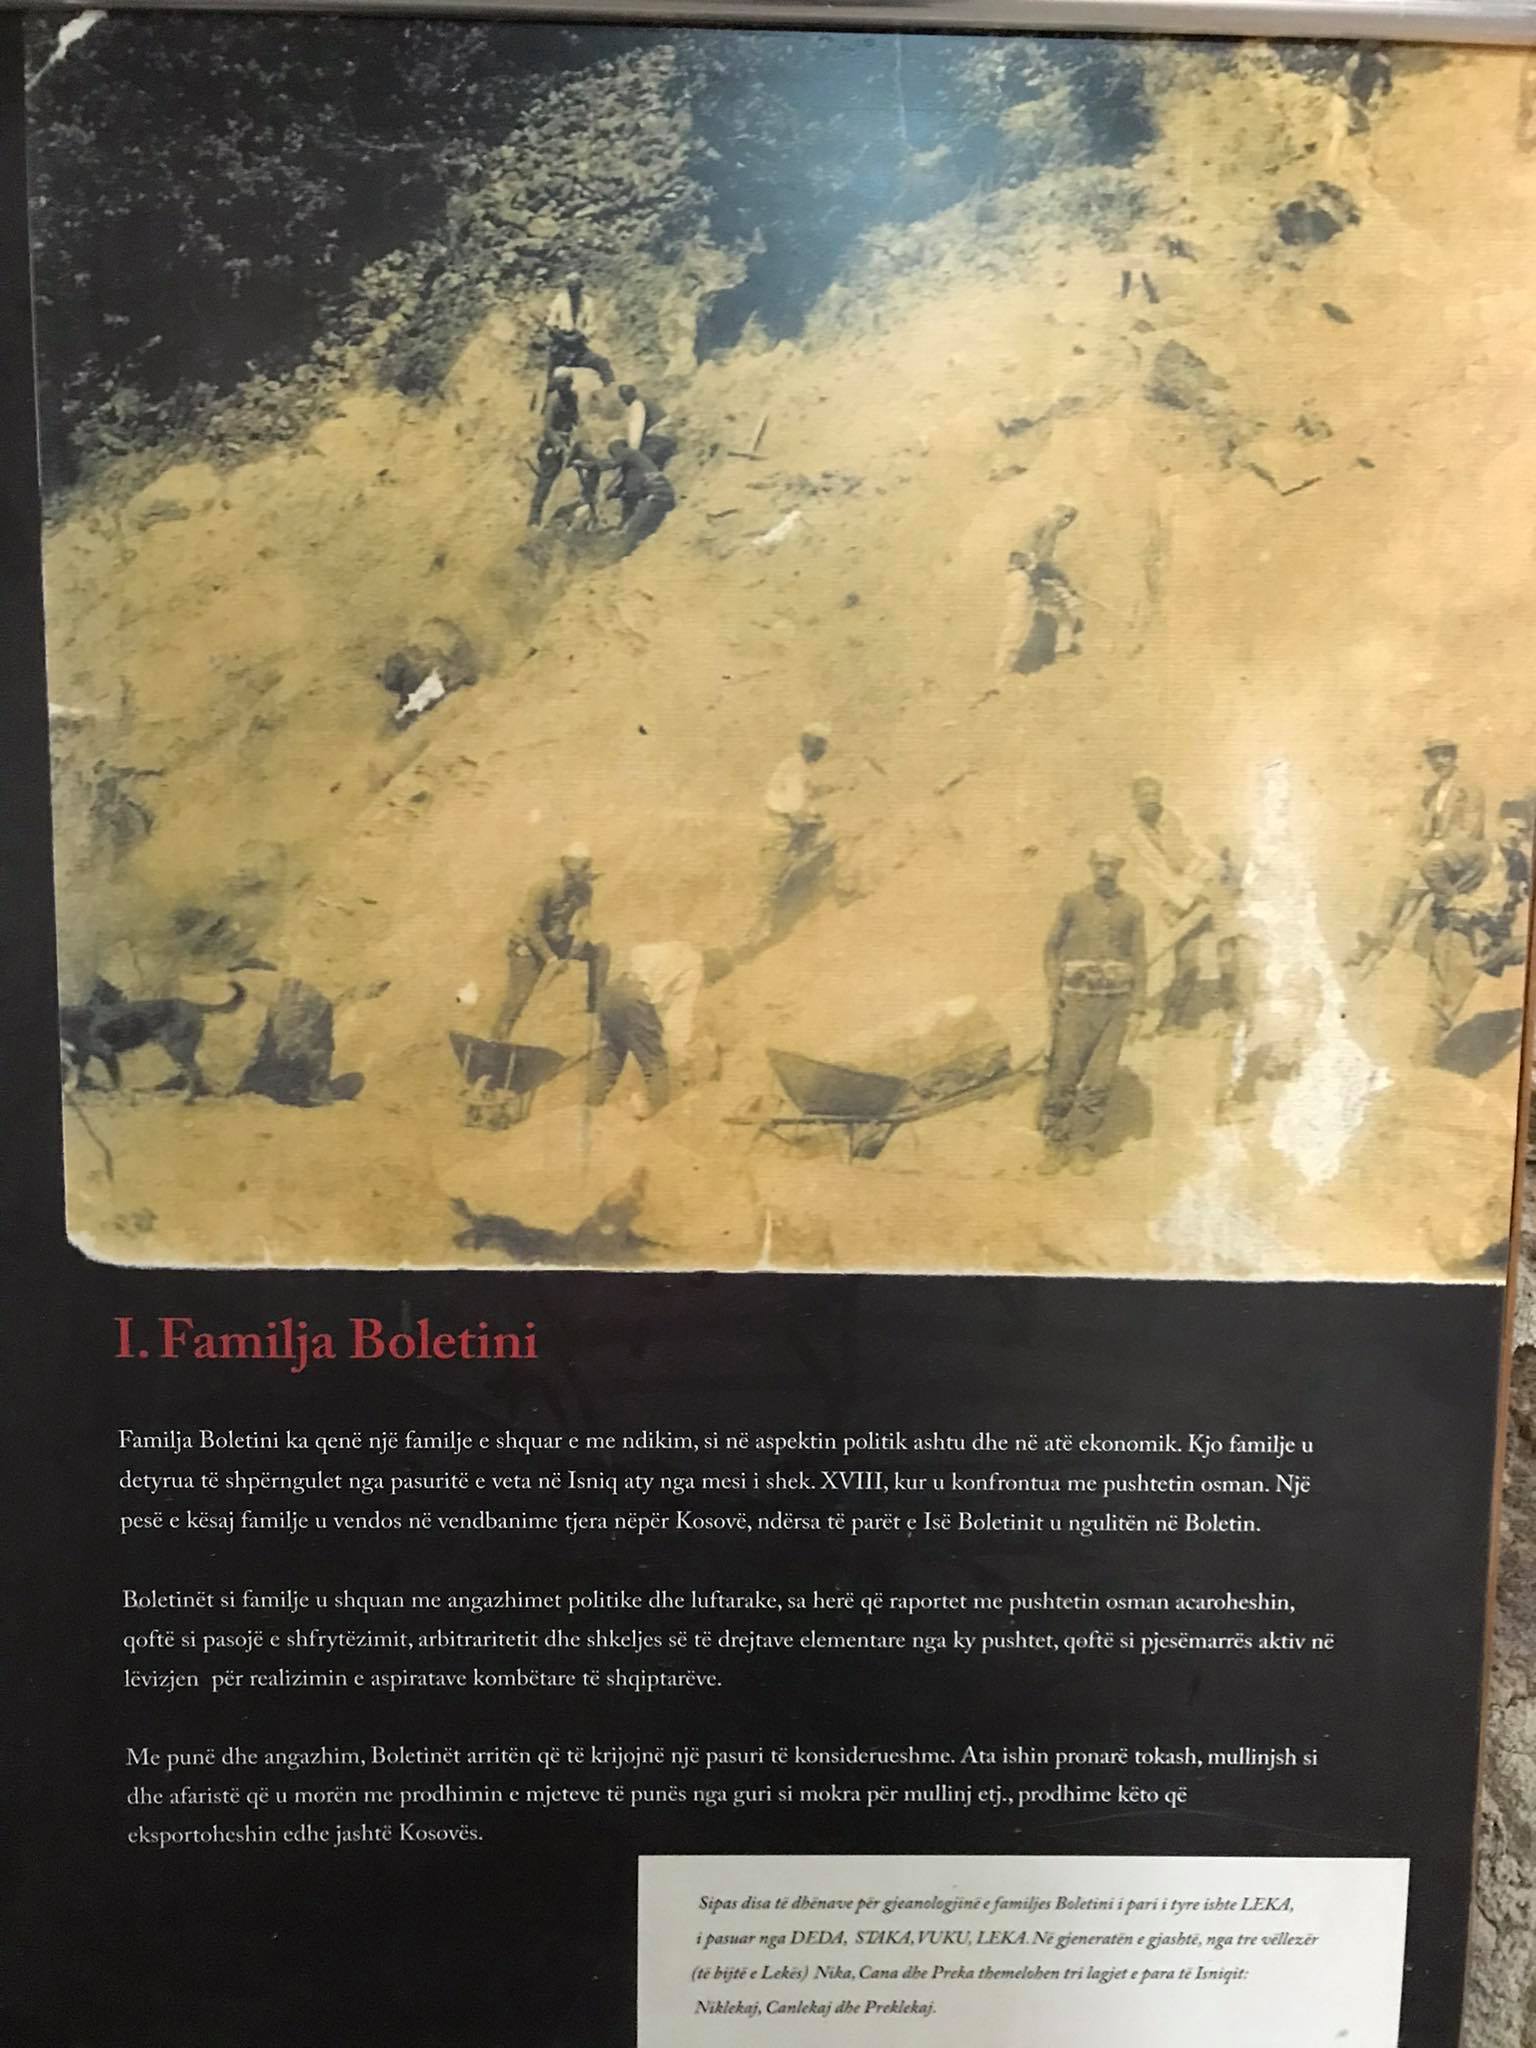 I. Familja Boletini
Familja Boletini ka qenë një familje e shquar e me ndikim, si në aspektin politik ashtu dhe në atë ekonomik. Kjo familje u
detyrua të shpërngulet nga pasuritë e veta në Isniq aty nga mesi i shek. XVIII, kur u konfrontua me pushtetin osman. Një
pesë e kësaj familje u vendos në vendbanime tjera nëpër Kosovë, ndërsa të parët e Isë Boletinit u ngulitën në Boletin.
Boletinët si familje u shquan me angazhimet politike dhe luftarake, sa herë që raportet me pushtetin osman acaroheshin,
qoftë si pasojë e shfrytëzimit, arbitraritetit dhe shkeljes së të drejtave elementare nga ky pushtet, qoftë si pjesëmarrës aktiv në
lëvizjen për realizimin e aspiratave kombëtare të shqiptarëve.
Me punë dhe angazhim, Boletinët arritën që të krijojnë një pasuri të konsiderueshme. Ata ishin pronarë tokash, mullinjsh si
dhe afaristë që u morën me prodhimin e mjeteve të punës nga guri si mokra për mullinj etj., prodhime këto që
eksportoheshin edhe jashtë Kosovës.
Sipas disa të dhënave për gjeanologjinë e familjes Boletini i pari i tyre ishte LEKA,
i pasuar nga DEDA, STAKA, VUKU, LEKA. Në gjeneratën e gjashtë, nga tre vëllezër
(të bijtë e Lekës) Nika, Cana dhe Preka themelohen tri lagjet e para të Isniqit:
Niklekaj, Canlekaj dhe Preklekaj.